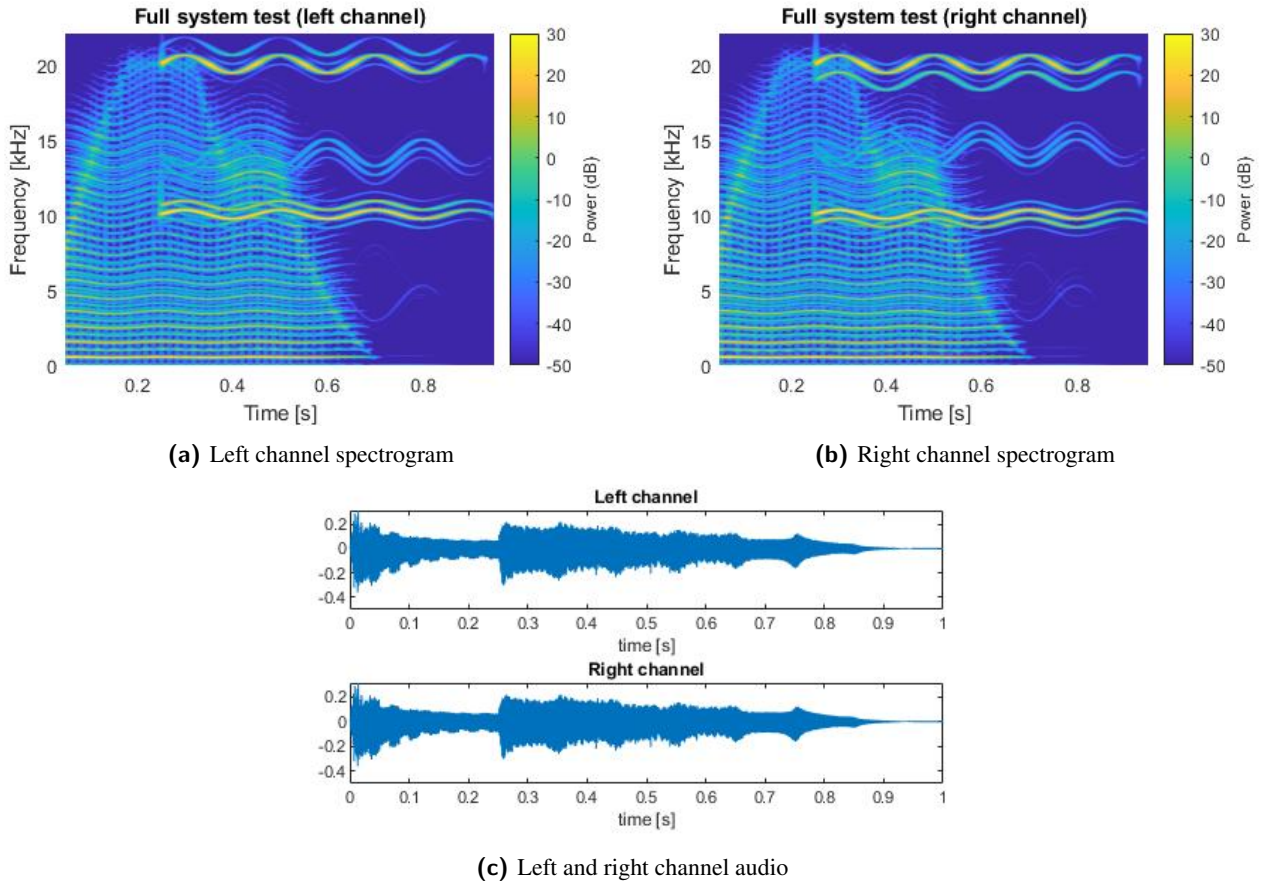 Full system test (left channel)
Frequency [kHz]
20
15
10
5
0
0.2 0.4 0.6 0.8
Time [s]
30
20
10
0
-10
-20
-30
-40
-50
Power (dB)
(a) Left channel spectrogram
Full system test (right channel)
Frequency [kHz]
20
15
10
5
0
0.2 0.4 0.6 0.8
Time [s]
30
20
10
0
-10
-20
-30
-40
-50
Power (dB)
(b) Right channel spectrogram
Left channel
0.2
0
-0.2
-0.4
0 0.1 0.2 0.3 0.4 0.5 0.6 0.7 0.8 0.9 1
time [s]
Right channel
0.2
0
-0.2
-0.4
0 0.1 0.2 0.3 0.4 0.5 0.6 0.7 0.8 0.9 1
time [s]
(c) Left and right channel audio